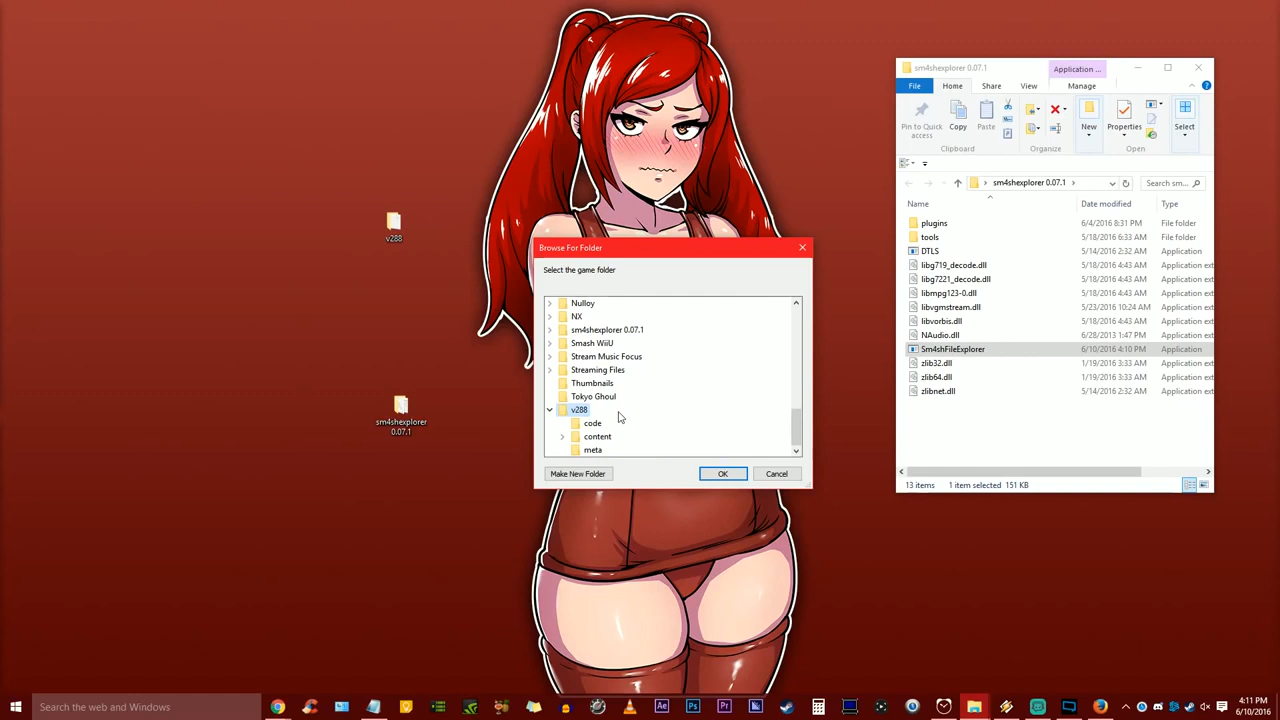 v288
sm4shexplorer
0.07.1
Browse For Folder
Select the game folder
Nulloy
NX
sm4shexplorer 0.07.1
Smash WiiU
Stream Music Focus
Streaming Files
Thumbnails
Tokyo Ghoul
v288
code
content
meta
Make New Folder
OK
Cancel
sm4shexplorer 0.07.1
Application ...
File
Home
Share
View
Manage
Pin to Quick
access
Copy
Paste
New
Properties
Select
Clipboard
Organize
Open
sm4shexplorer 0.07.1
Search sm...
Name Date modified Type
plugins 6/4/2016 8:31 PM File folder
tools 5/18/2016 6:33 AM File folder
DTLS 5/14/2016 2:32 AM Application
libg719_decode.dll 5/18/2016 4:43 AM Application ext
libg7221_decode.dll 5/18/2016 4:43 AM Application ext
libmpg123-0.dll 5/18/2016 4:43 AM Application ext
libvgmstream.dll 5/23/2016 10:24 AM Application ext
libvorbis.dll 5/18/2016 4:43 AM Application ext
NAudio.dll 6/28/2013 1:47 PM Application ext
Sm4shFileExplorer 6/10/2016 4:10 PM Application
zlib32.dll 1/19/2016 3:33 AM Application ext
zlib64.dll 1/19/2016 3:33 AM Application ext
zlibnet.dll 5/14/2016 2:32 AM Application ext
13 items 1 item selected 151 KB
Search the web and Windows
Ae
Ps
Pr
4:11 PM
6/10/2016